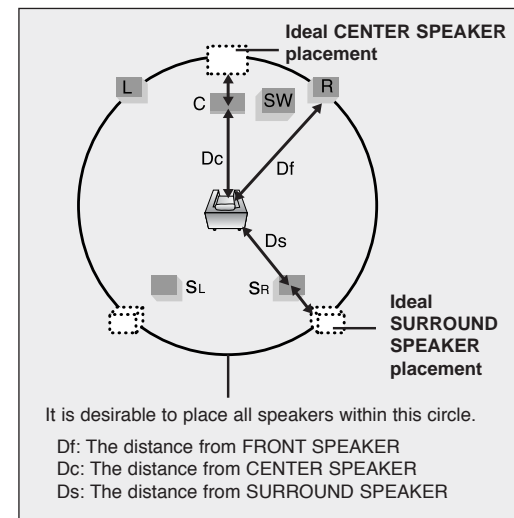 Ideal CENTER SPEAKER
placement
L
R
C
SW
Dc
Df
Ds
SL
SR
Ideal
SURROUND
SPEAKER
placement
It is desirable to place all speakers within this circle.
Df: The distance from FRONT SPEAKER
Dc: The distance from CENTER SPEAKER
Ds: The distance from SURROUND SPEAKER